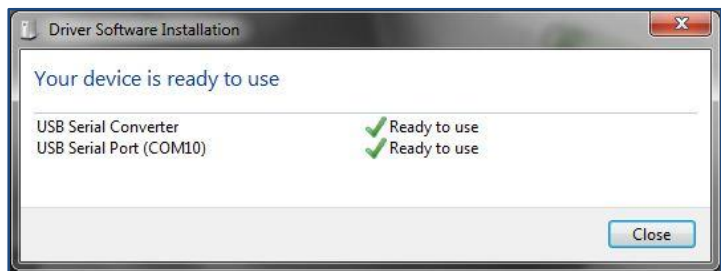 Driver Software Installation
Your device is ready to use
USB Serial Converter Ready to use
USB Serial Port (COM10) Ready to use
Close